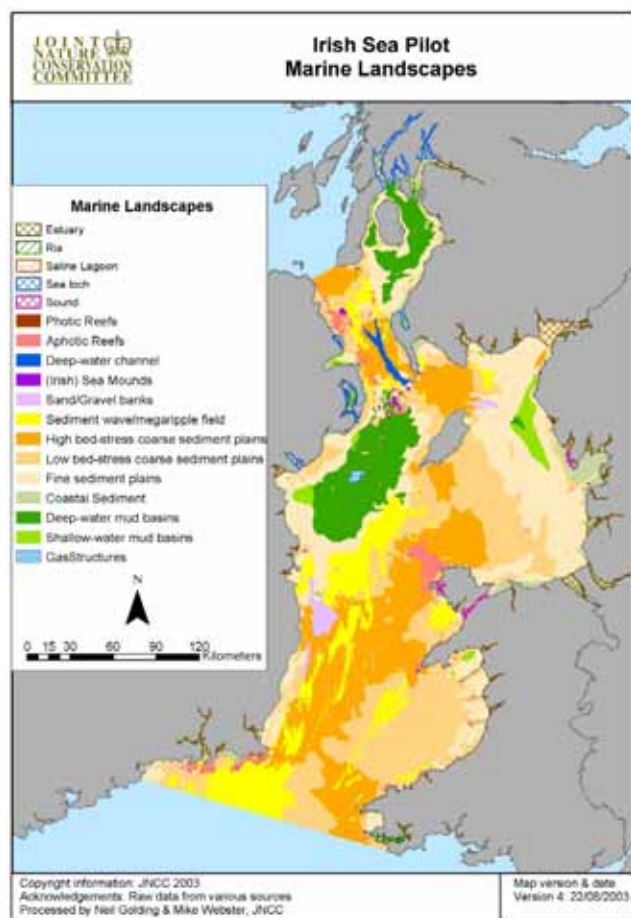 JOINT
NATURE
CONSERVATION
COMMITTEE
Irish Sea Pilot
Marine Landscapes
Marine Landscapes
Estuary
Ria
Saline Lagoon
Sea loch
Sound
Photic Reefs
Aphotic Reefs
Deep-water channel
(Irish) Sea Mounds
Sand/Gravel banks
Sediment wave/megaripple field
High bed-stress coarse sediment plains
Low bed-stress coarse sediment plains
Fine sediment plains
Coastal Sediment
Deep-water mud basins
Shallow-water mud basins
GasStructures
N
0 15 30 60 90 120
Kilometers
Copyright information: JNCC 2003
Acknowledgements: Raw data from various sources
Processed by Neil Golding & Mike Webster, JNCC
Map version & date
Version 4: 22/08/2003